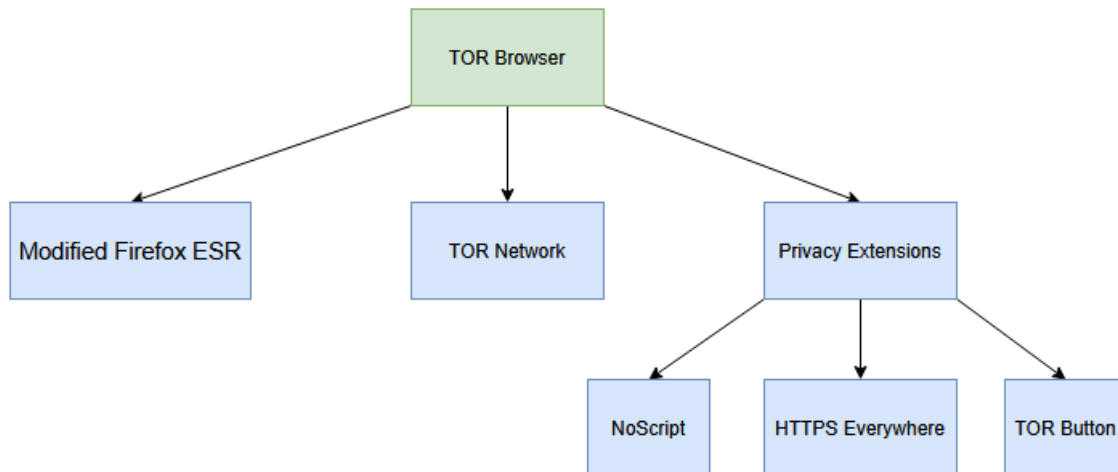 TOR Browser
Modified Firefox ESR
TOR Network
Privacy Extensions
NoScript
HTTPS Everywhere
TOR Button